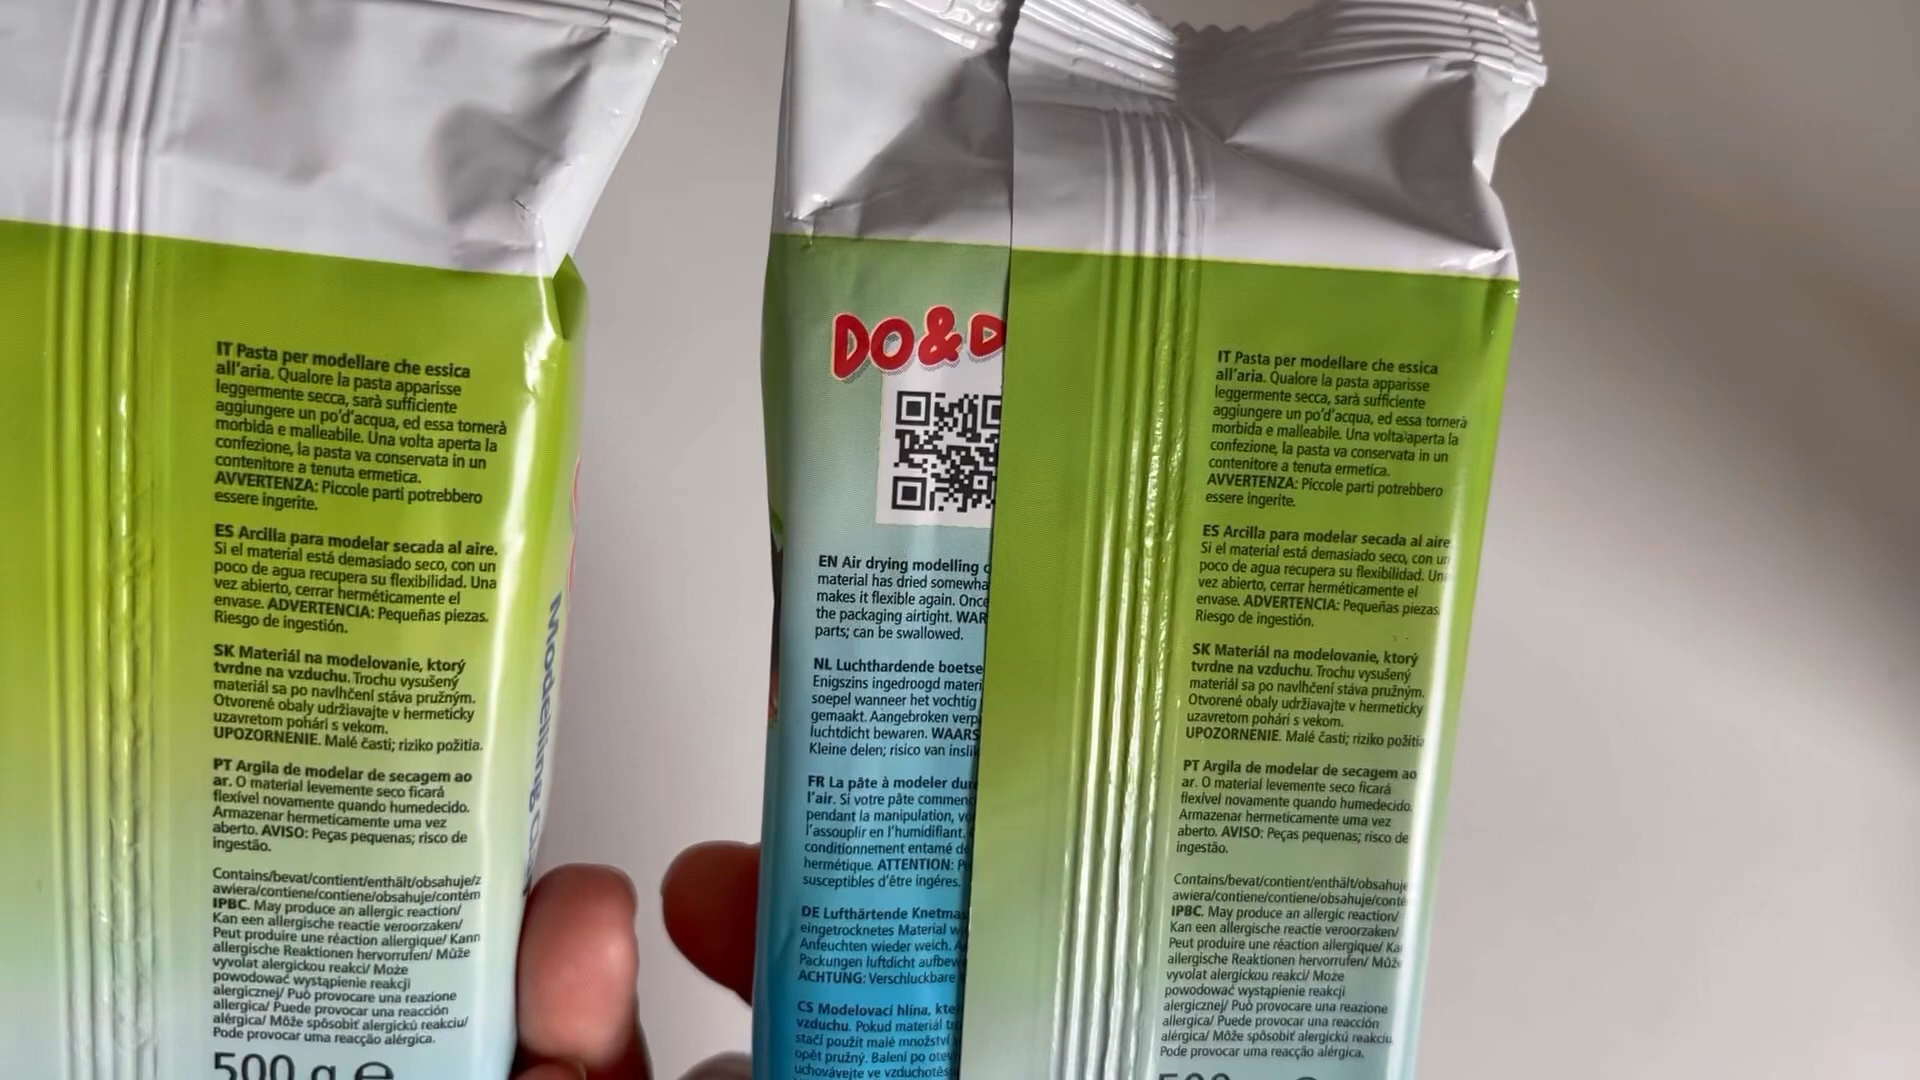 IT Pasta per modellare che essica
all'aria. Qualore la pasta apparisse
leggermente secca, sarà sufficiente
aggiungere un po'd'acqua, ed essa tornerà
morbida e malleabile. Una volta aperta la
confezione, la pasta va conservata in un
contenitore a tenuta ermetica.
AVVERTENZA: Piccole parti potrebbero
essere ingerite.
ES Arcilla para modelar secada al aire.
Si el material está demasiado seco, con un
poco de agua recupera su flexibilidad. Una
vez abierto, cerrar herméticamente el
envase. ADVERTENCIA: Pequeñas piezas.
Riesgo de ingestión.
SK Materiál na modelovanie, ktorý
tvrdne na vzduchu. Trochu vysušený
materiál sa po navlhčení stáva pružným.
Otvorené obaly udržiavajte v hermeticky
uzavretom pohári s vekom.
UPOZORNENIE. Malé časti; riziko požitia.
PT Argila de modelar de secagem ao
ar. O material levemente seco ficará
flexível novamente quando humedecido.
Armazenar hermeticamente uma vez
aberto. AVISO: Peças pequenas; risco de
ingestão.
Contains/bevat/contient/enthält/obsahuje/z
awiera/contiene/contiene/obsahuje/contém
IPBC. May produce an allergic reaction/
Kan een allergische reactie veroorzaken/
Peut produire une réaction allergique/ Kann
allergische Reaktionen hervorrufen/ Může
vyvolat alergickou reakci/ Może
powodować wystąpienie reakcji
alergicznej/ Può provocare una reazione
allergica/ Puede provocar una reacción
alérgica/ Môže spôsobiť alergickú reakciu/
Pode provocar uma reacção alérgica.
500 g e
Modelling
DO&D
EN Air drying modelling
material has dried somewha
makes it flexible again. Once
the packaging airtight. WAR
parts; can be swallowed.
NL Luchthardende boetse
Enigszins ingedroogd materi
soepel wanneer het vochtig
gemaakt. Aangebroken verp
luchtdicht bewaren. WAARS
Kleine delen; risico van inslik
FR La pâte à modeler dur
l'air. Si votre pâte commenc
pendant la manipulation, v
l'assouplir en l'humidifiant,
conditionnement entamé d
hermétique. ATTENTION: P
susceptibles d'être ingéres.
DE Lufthärtende Knetmas
eingetrocknetes Material w
Anfeuchten wieder weich. A
Packungen luftdicht aufbew
ACHTUNG: Verschluckbare
CS Modelovací hlína, kte
vzduchu. Pokud materiál t
stačí použít malé množství
opět pružný. Balení po ote
uchovávejte ve vzduchotěs
IT Pasta per modellare che essica
all'aria. Qualore la pasta apparisse
leggermente secca, sarà sufficiente
aggiungere un po'd'acqua, ed essa tornerà
morbida e malleabile. Una volta aperta la
confezione, la pasta va conservata in un
contenitore a tenuta ermetica.
AVVERTENZA: Piccole parti potrebbero
essere ingerite.
ES Arcilla para modelar secada al aire
Si el material está demasiado seco, con un
poco de agua recupera su flexibilidad. Una
vez abierto, cerrar herméticamente el
envase. ADVERTENCIA: Pequeñas piezas
Riesgo de ingestión.
SK Materiál na modelovanie, ktorý
tvrdne na vzduchu. Trochu vysušený
materiál sa po navlhčení stáva pružným.
Otvorené obaly udržiavajte v hermeticky
uzavretom pohári s vekom.
UPOZORNENIE. Malé časti; riziko požitia
PT Argila de modelar de secagem ao
ar. O material levemente seco ficará
flexível novamente quando humedecido.
Armazenar hermeticamente uma vez
aberto. AVISO: Peças pequenas; risco de
ingestão.
Contains/bevat/contient/enthält/obsahuje
awiera/contiene/contiene/obsahuje/conté
IPBC. May produce an allergic reaction/
Kan een allergische reactie veroorzaken/
Peut produire une réaction allergique/ Ka
allergische Reaktionen hervorrufen/ Může
vyvolat alergickou reakci/ Może
powodować wystąpienie reakcji
alergicznej/ Può provocare una reazione
allergica/ Puede provocar una reacción
alérgica/ Môže spôsobiť alergickú reakciu
Pode provocar uma reacção alérgica.